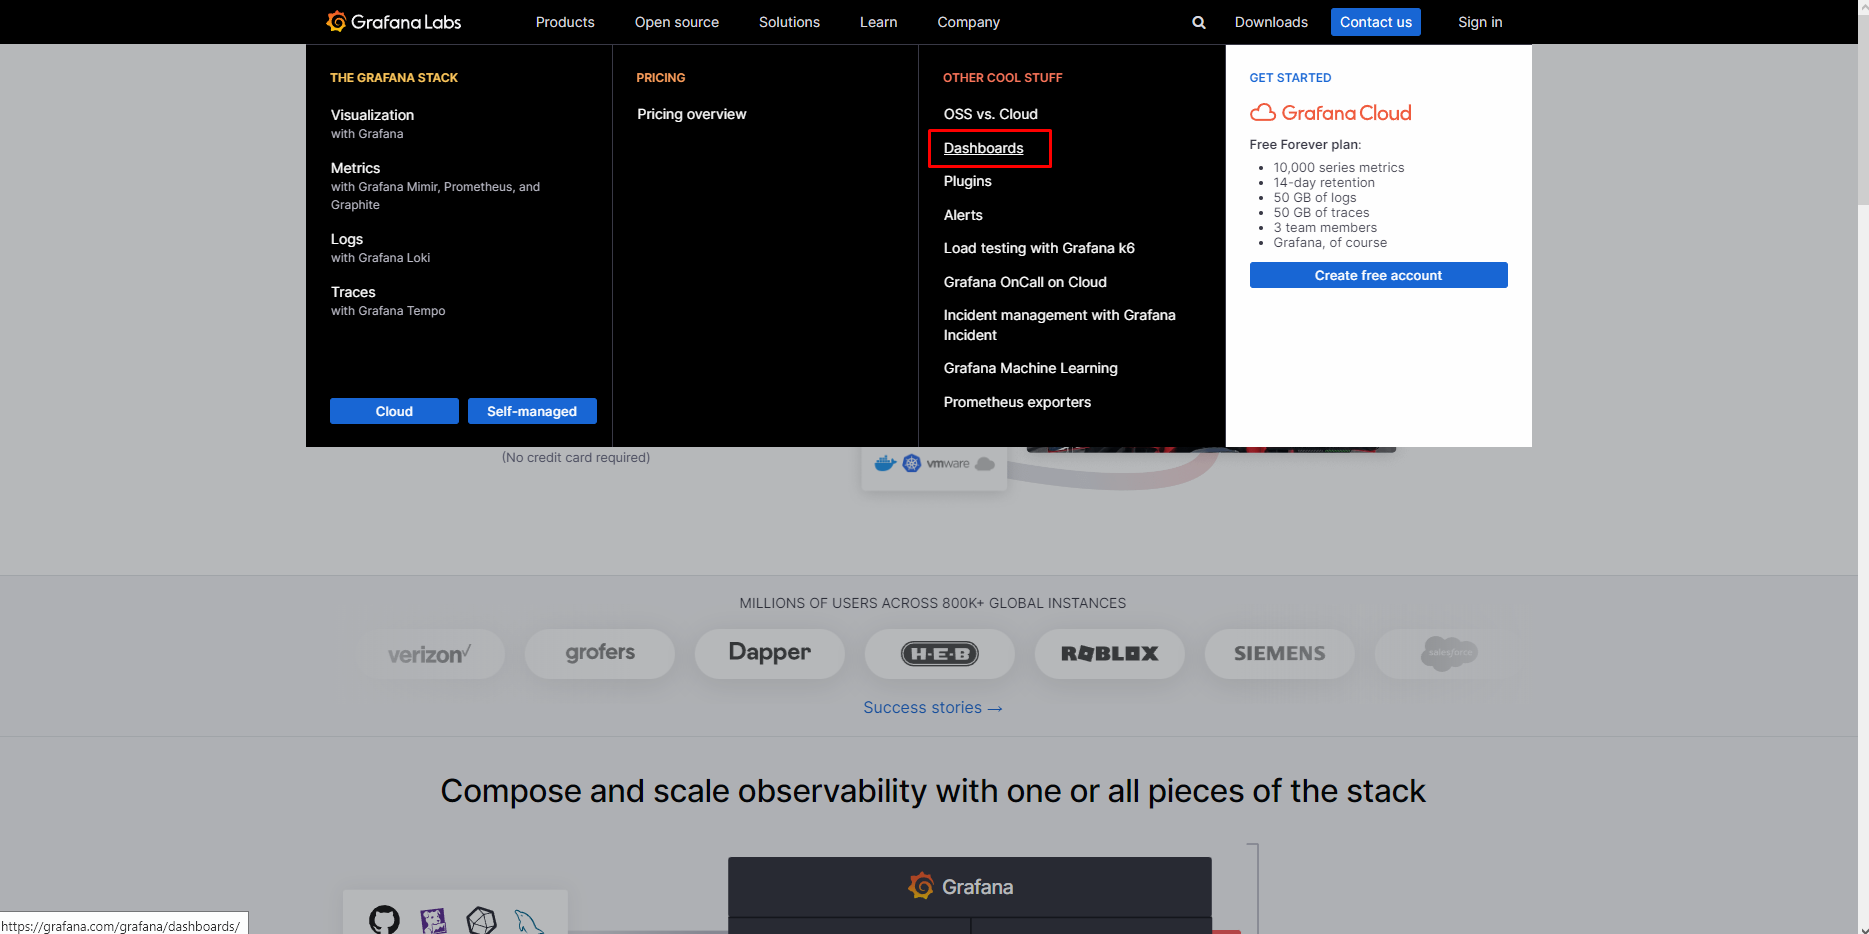 Grafana Labs
Products
Open source
Solutions
Learn
Company
Downloads
Contact us
Sign in
THE GRAFANA STACK
Visualization
with Grafana
Metrics
with Grafana Mimir, Prometheus, and
Graphite
Logs
with Grafana Loki
Traces
with Grafana Tempo
Cloud
Self-managed
PRICING
Pricing overview
OTHER COOL STUFF
OSS vs. Cloud
Dashboards
Plugins
Alerts
Load testing with Grafana k6
Grafana OnCall on Cloud
Incident management with Grafana
Incident
Grafana Machine Learning
Prometheus exporters
GET STARTED
Grafana Cloud
Free Forever plan:
• 10,000 series metrics
• 14-day retention
• 50 GB of logs
• 50 GB of traces
• 3 team members
• Grafana, of course
Create free account
(No credit card required)
vmware
MILLIONS OF USERS ACROSS 800K+ GLOBAL INSTANCES
verizon✓
grofers
Dapper
H-E-B
ROBLOX
SIEMENS
salesforce
Success stories →
Compose and scale observability with one or all pieces of the stack
Grafana
https://grafana.com/grafana/dashboards/